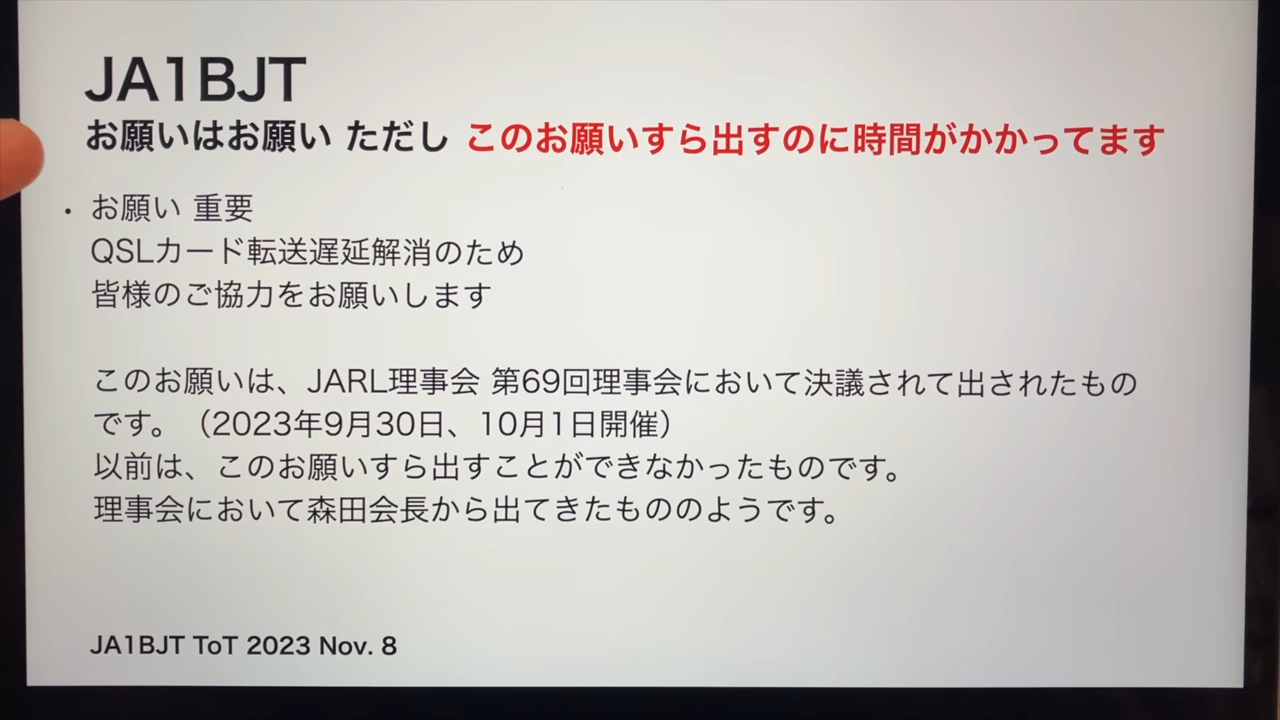 JA1BJT
お願いはお願い ただし このお願いすら出すのに時間がかかってます
・お願い 重要
QSLカード転送遅延解消のため
皆様のご協力をお願いします
このお願いは、JARL理事会 第69回理事会において決議されて出されたもの
です。（2023年9月30日、10月1日開催）
以前は、このお願いすら出すことができなかったものです。
理事会において森田会長から出てきたもののようです。
JA1BJT ToT 2023 Nov. 8